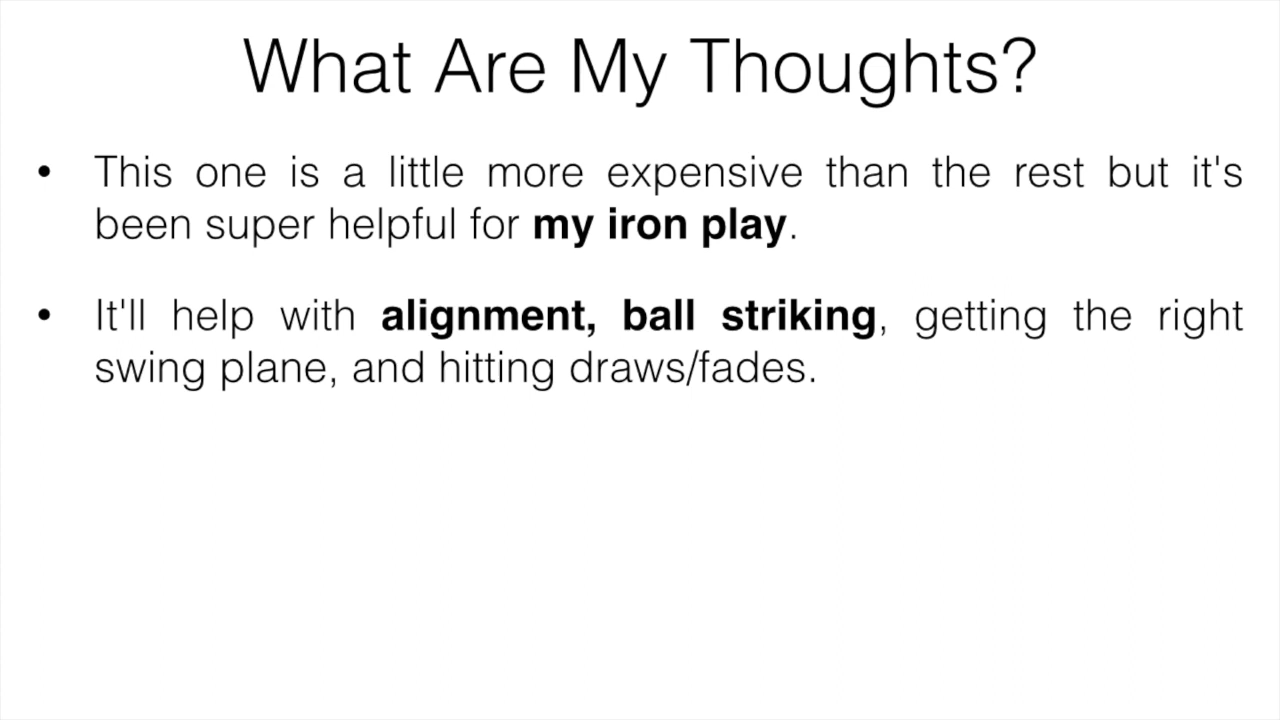 What Are My Thoughts?
• This one is a little more expensive than the rest but it's
been super helpful for my iron play.
• It'll help with alignment, ball striking, getting the right
swing plane, and hitting draws/fades.